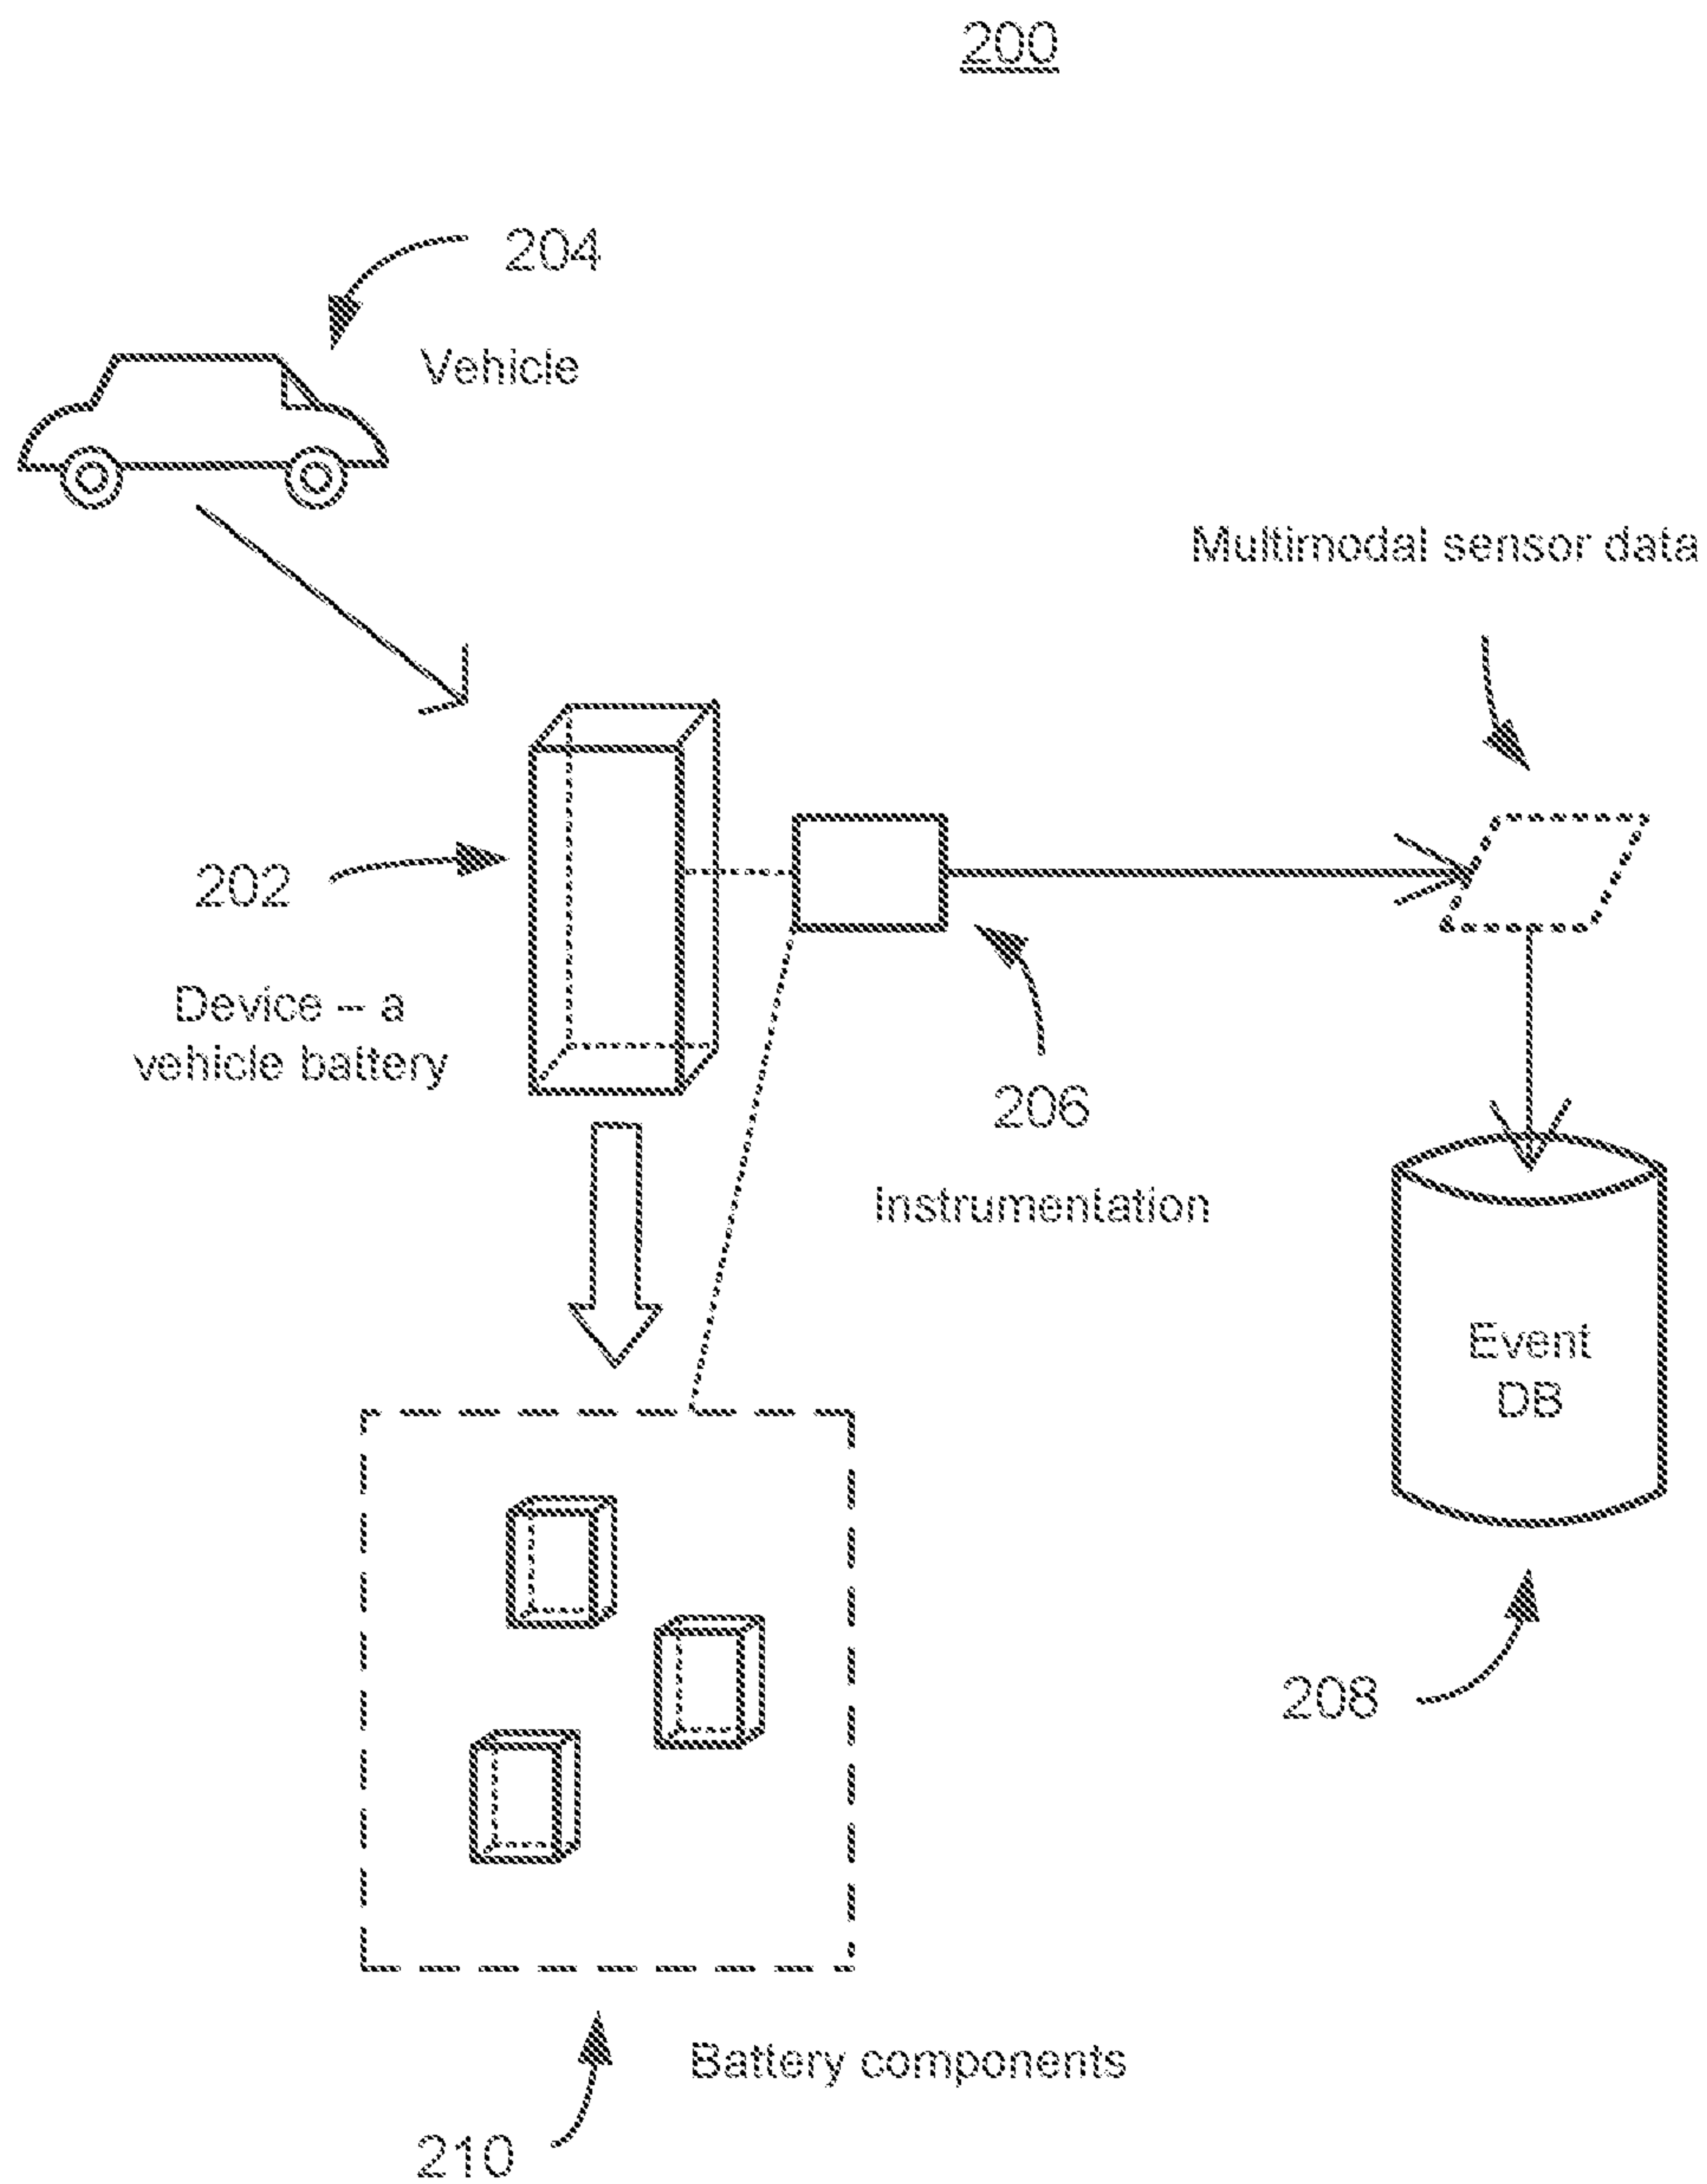 200
204
Vehicle
Multimodal sensor data
202
Device -- a
vehicle battery
206
Instrumentation
Event
DB
208
Battery components
210